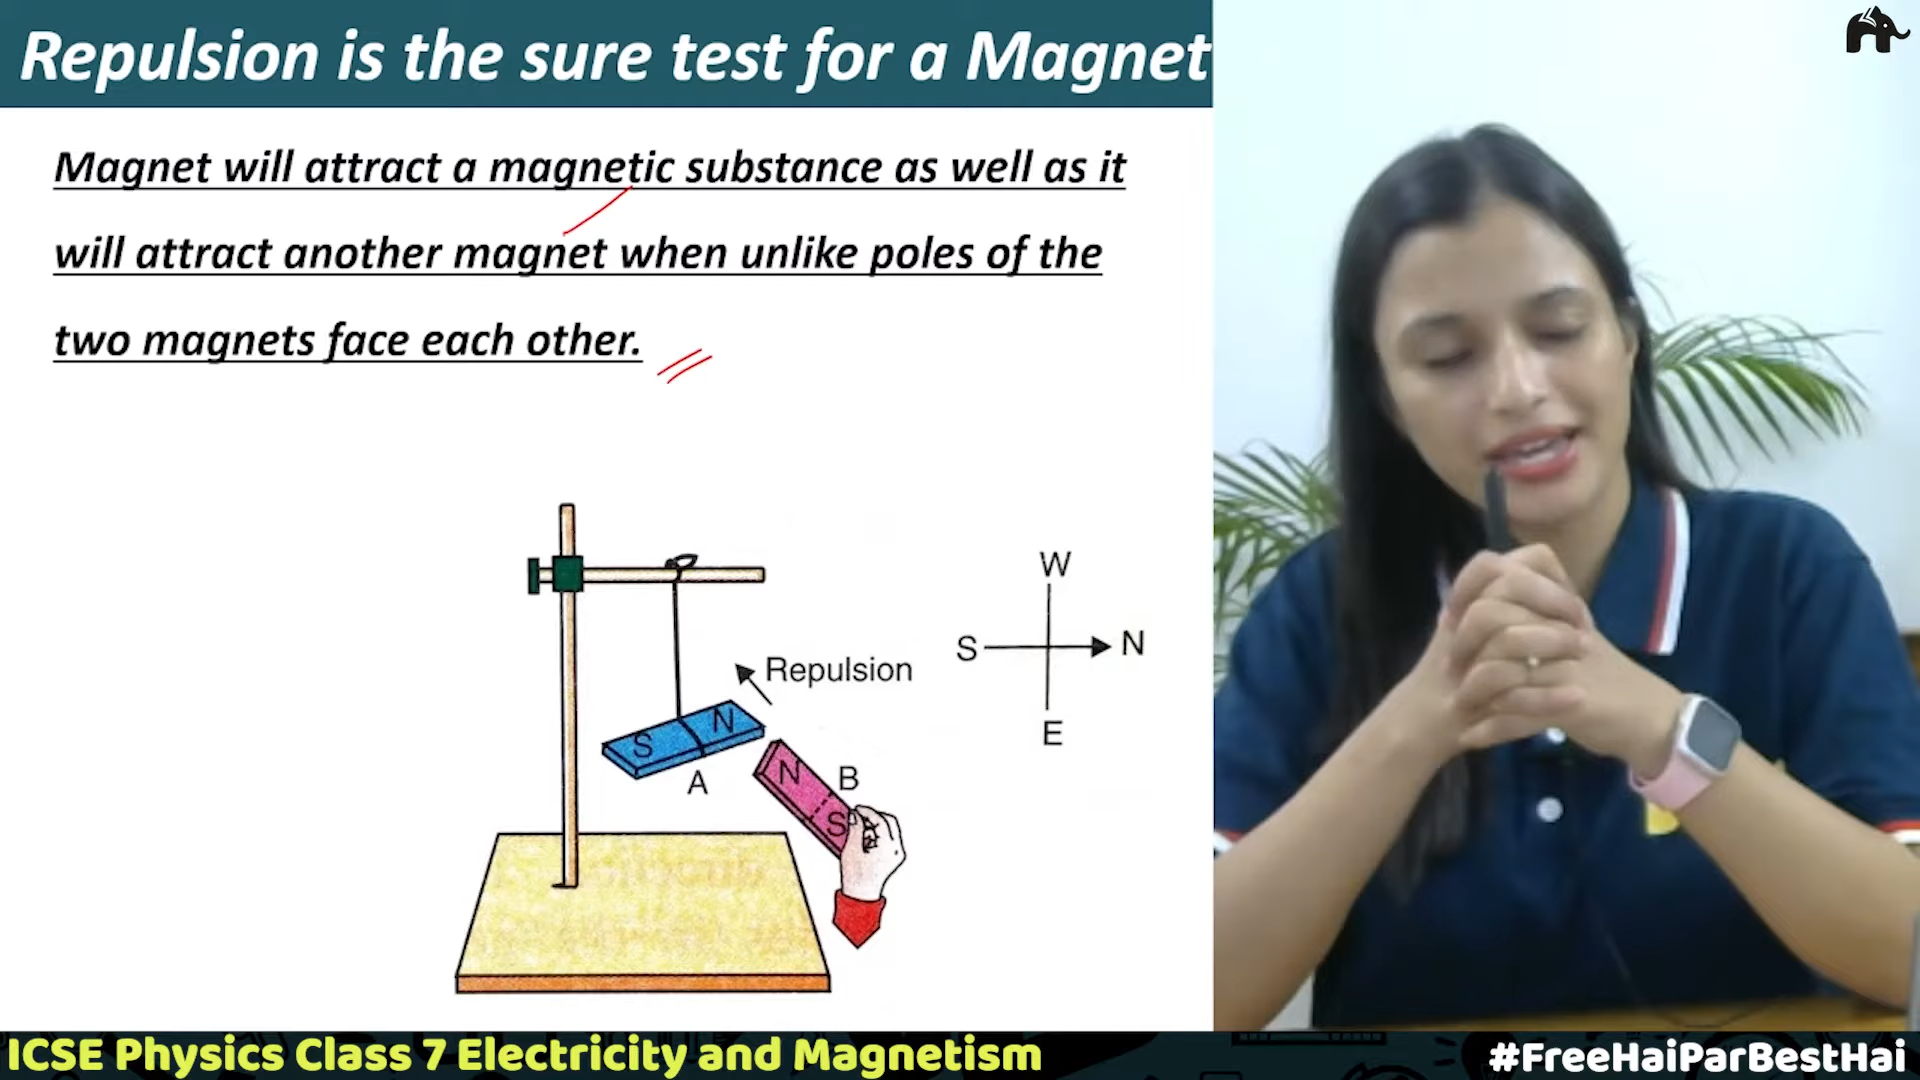 Repulsion is the sure test for a Magnet
Magnet will attract a magnetic substance as well as it
will attract another magnet when unlike poles of the
two magnets face each other.
W
S N
E
Repulsion
S N
A
N B
S
ICSE Physics Class 7 Electricity and Magnetism
#FreeHaiParBestHai